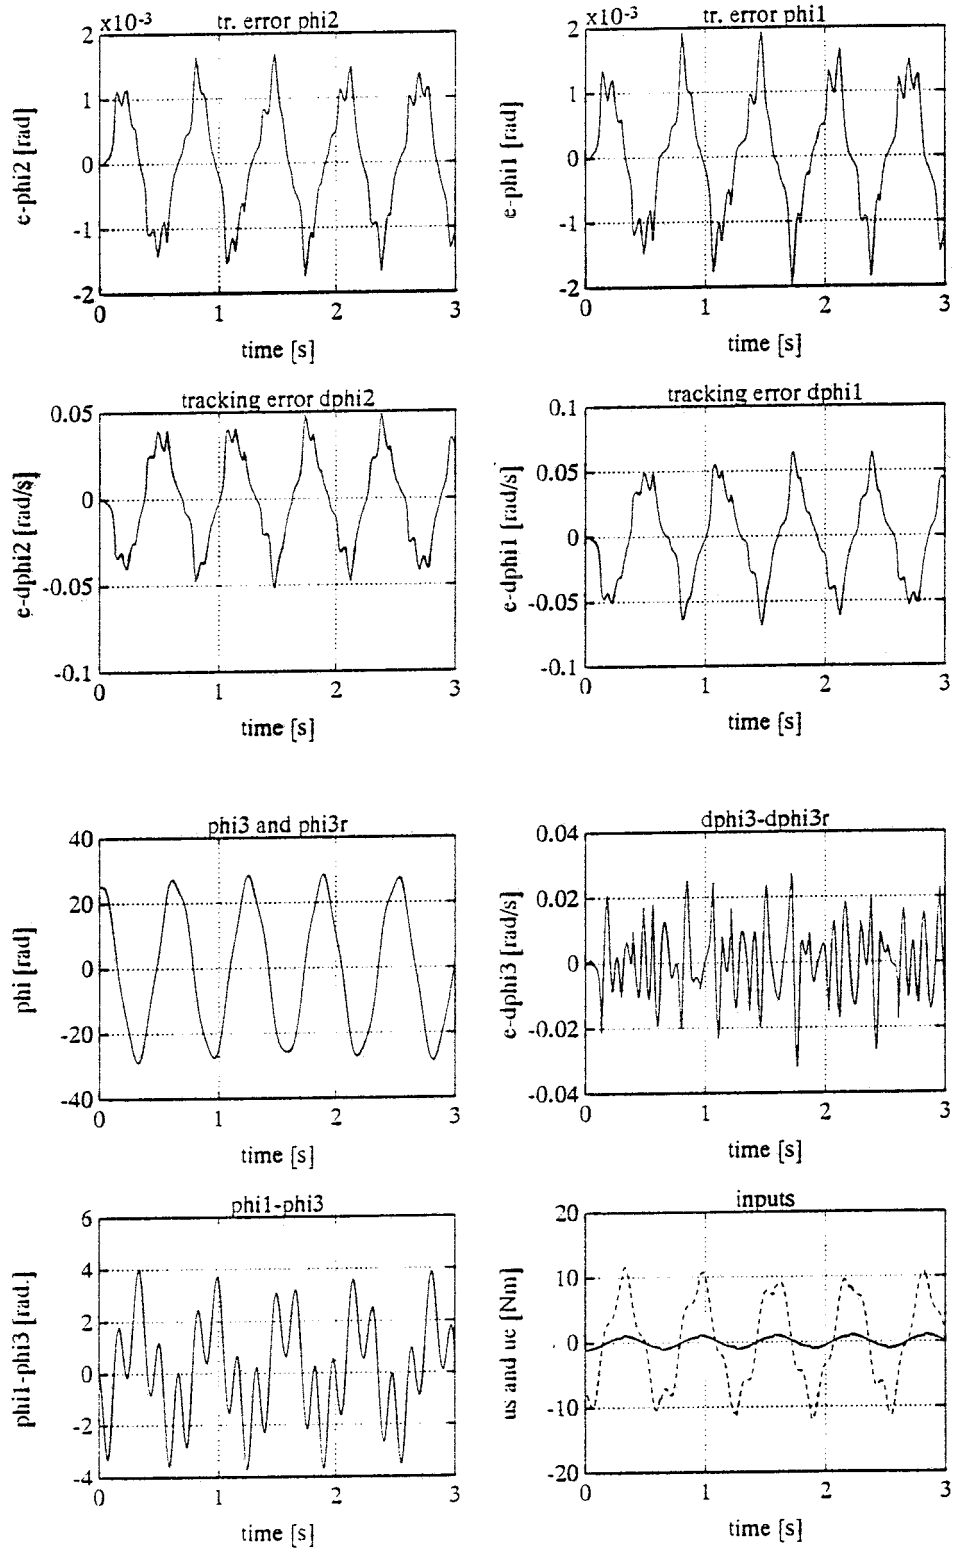 x10-3
tr. error phi2
2
1
0
-1
-2
e-phi2 [rad]
0
1
2
3
time [s]
x10-3
tr. error phi1
2
1
0
-1
-2
e-phi1 [rad]
0
1
2
3
time [s]
tracking error dphi2
0.05
0
-0.05
-0.1
e-dphi2 [rad/s]
0
1
2
3
time [s]
tracking error dphi1
0.1
0.05
0
-0.05
-0.1
e-dphi1 [rad/s]
0
1
2
3
time [s]
phi3 and phi3r
40
20
0
-20
-40
phi [rad]
0
1
2
3
time [s]
dphi3-dphi3r
0.04
0.02
0
-0.02
-0.04
e-dphi3 [rad/s]
0
1
2
3
time [s]
phi1-phi3
6
4
2
0
-2
-4
phi1-phi3 [rad.]
0
1
2
3
time [s]
inputs
20
10
0
-10
-20
us and ue [Nm]
0
1
2
3
time [s]